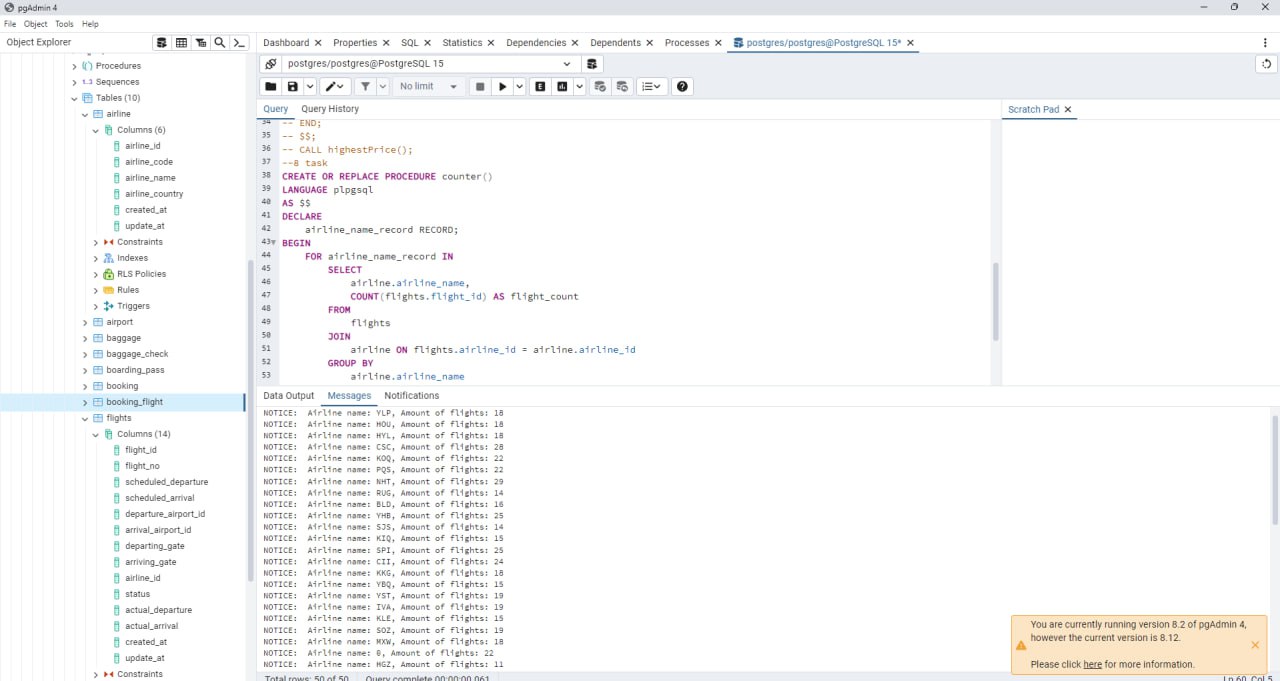 pgAdmin 4
File Object Tools Help
Object Explorer
Dashboard Properties SQL Statistics Dependencies Dependents Processes postgres/postgres@PostgreSQL 15*
postgres/postgres@PostgreSQL 15
No limit
E
Query Query History
Scratch Pad
Procedures
1..3 Sequences
Tables (10)
airline
Columns (6)
airline_id
airline_code
airline_name
airline_country
created_at
update_at
Constraints
Indexes
RLS Policies
Rules
Triggers
airport
baggage
baggage_check
boarding_pass
booking
booking_flight
flights
Columns (14)
flight_id
flight_no
scheduled_departure
scheduled_arrival
departure_airport_id
arrival_airport_id
departing_gate
arriving_gate
airline_id
status
actual_departure
actual_arrival
created_at
update_at
Constraints
34 -- END;
35 -- $$;
36 -- CALL highestPrice();
37 --8 task
38 CREATE OR REPLACE PROCEDURE counter()
39 LANGUAGE plpgsql
40 AS $$
41 DECLARE
42 airline_name_record RECORD;
43 BEGIN
44 FOR airline_name_record IN
45 SELECT
46 airline.airline_name,
47 COUNT(flights.flight_id) AS flight_count
48 FROM
49 flights
50 JOIN
51 airline ON flights.airline_id = airline.airline_id
52 GROUP BY
53 airline.airline_name
Data Output Messages Notifications
NOTICE: Airline name: YLP, Amount of flights: 18
NOTICE: Airline name: HOU, Amount of flights: 18
NOTICE: Airline name: HYL, Amount of flights: 18
NOTICE: Airline name: CSC, Amount of flights: 28
NOTICE: Airline name: KOQ, Amount of flights: 22
NOTICE: Airline name: PQS, Amount of flights: 22
NOTICE: Airline name: NHT, Amount of flights: 29
NOTICE: Airline name: RUG, Amount of flights: 14
NOTICE: Airline name: BLD, Amount of flights: 16
NOTICE: Airline name: YHB, Amount of flights: 25
NOTICE: Airline name: SJS, Amount of flights: 14
NOTICE: Airline name: KIQ, Amount of flights: 15
NOTICE: Airline name: SPI, Amount of flights: 25
NOTICE: Airline name: CII, Amount of flights: 24
NOTICE: Airline name: KKG, Amount of flights: 18
NOTICE: Airline name: YBQ, Amount of flights: 15
NOTICE: Airline name: YST, Amount of flights: 19
NOTICE: Airline name: IVA, Amount of flights: 19
NOTICE: Airline name: KLE, Amount of flights: 15
NOTICE: Airline name: SOZ, Amount of flights: 19
NOTICE: Airline name: MXW, Amount of flights: 18
NOTICE: Airline name: 0, Amount of flights: 22
NOTICE: Airline name: MGZ, Amount of flights: 11
You are currently running version 8.2 of pgAdmin 4,
however the current version is 8.12.
Please click here for more information.
Total rows: 50 of 50 Query complete 00:00:00.061 Ln 60, Col 5